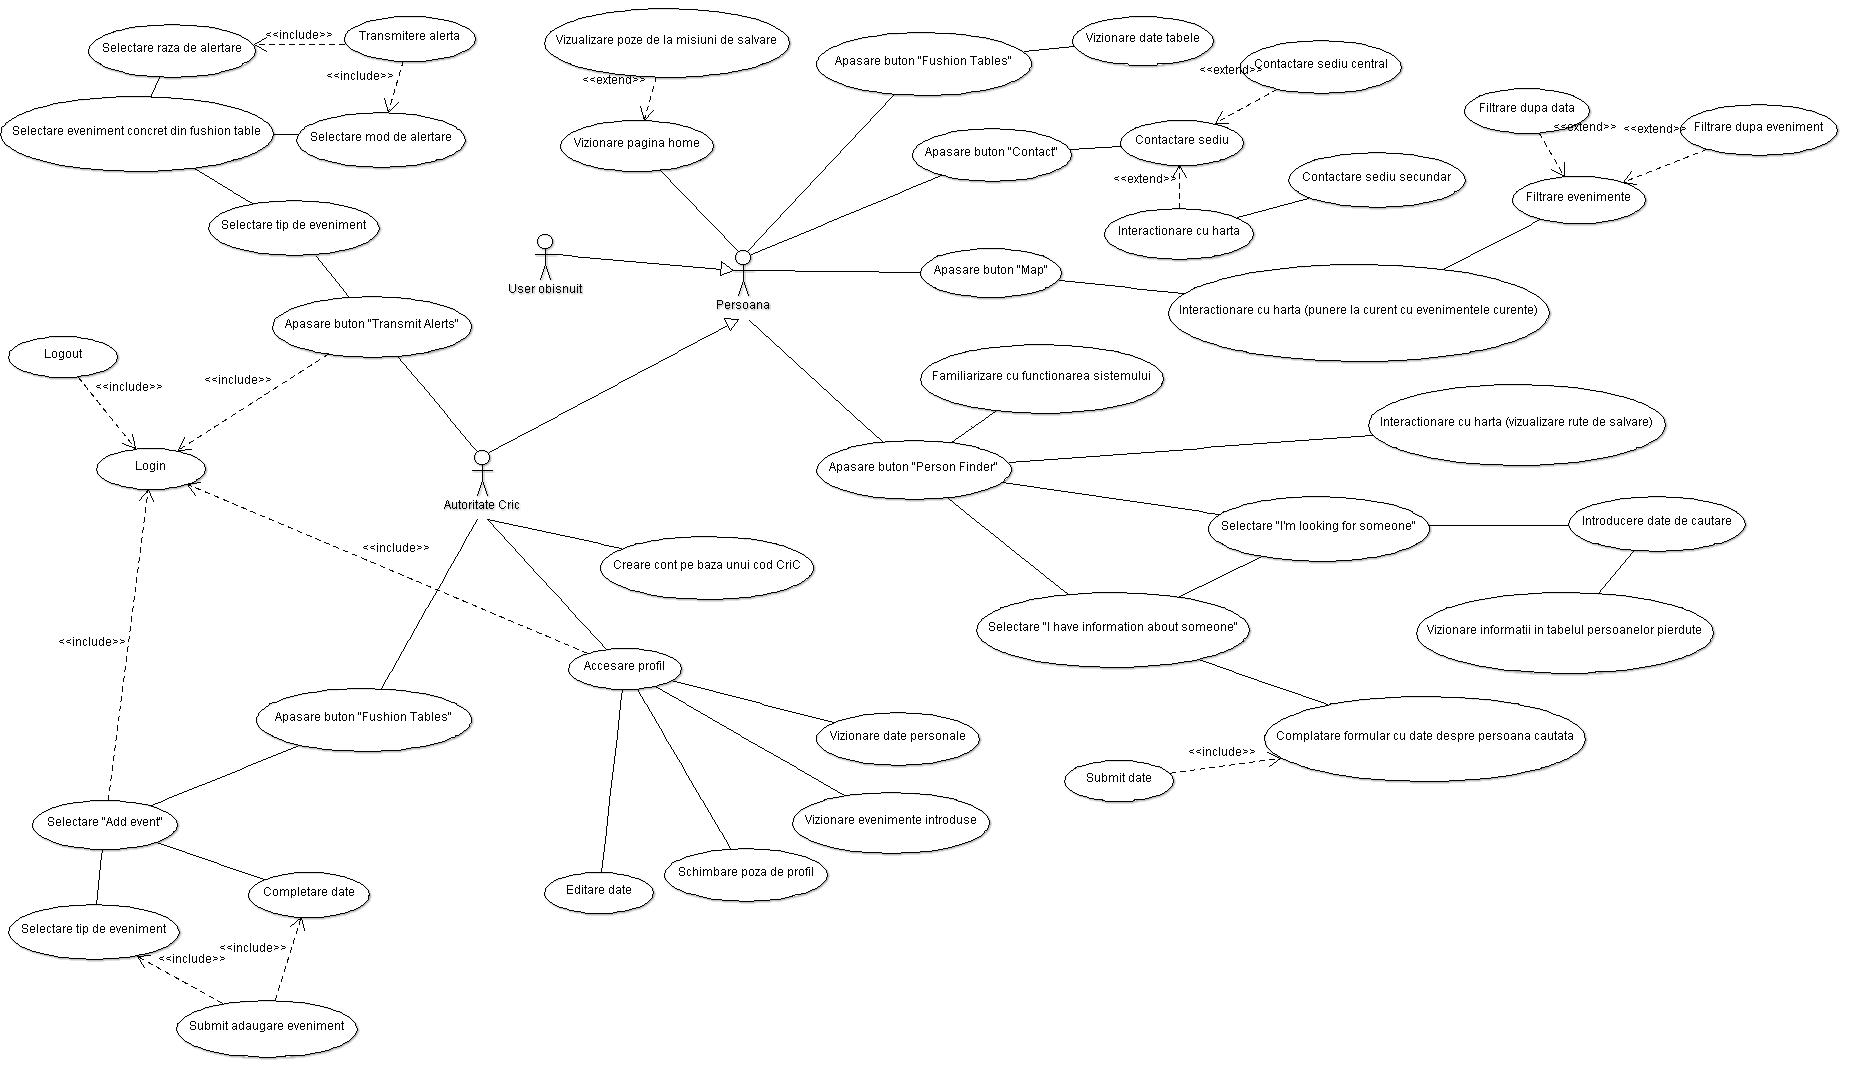 Selectare raza de alertare
<<include>>
Transmitere alerta
<<include>>
Selectare eveniment concret din fushion table
Selectare mod de alertare
Selectare tip de eveniment
Apasare buton "Transmit Alerts"
Logout
<<include>>
<<include>>
Login
Vizualizare poze de la misiuni de salvare
<<extend>>
Vizionare pagina home
Apasare buton "Fushion Tables"
Vizionare date tabele
Contactare sediu central
<<extend>>
Apasare buton "Contact"
Contactare sediu
<<extend>>
Contactare sediu secundar
Interactionare cu harta
Filtrare dupa data
<<extend>>
<<extend>>
Filtrare dupa eveniment
Filtrare evenimente
User obisnuit
Persoana
Apasare buton "Map"
Interactionare cu harta (punere la curent cu evenimentele curente)
Familiarizare cu functionarea sistemului
Interactionare cu harta (vizualizare rute de salvare)
Apasare buton "Person Finder"
Selectare "I'm looking for someone"
Introducere date de cautare
Selectare "I have information about someone"
Vizionare informatii in tabelul persoanelor pierdute
Complatare formular cu date despre persoana cautata
<<include>>
Submit date
Autoritate Cric
<<include>>
Creare cont pe baza unui cod CriC
<<include>>
Accesare profil
Apasare buton "Fushion Tables"
Vizionare date personale
Vizionare evenimente introduse
Schimbare poza de profil
Editare date
Selectare "Add event"
Completare date
Selectare tip de eveniment
<<include>>
<<include>>
Submit adaugare eveniment